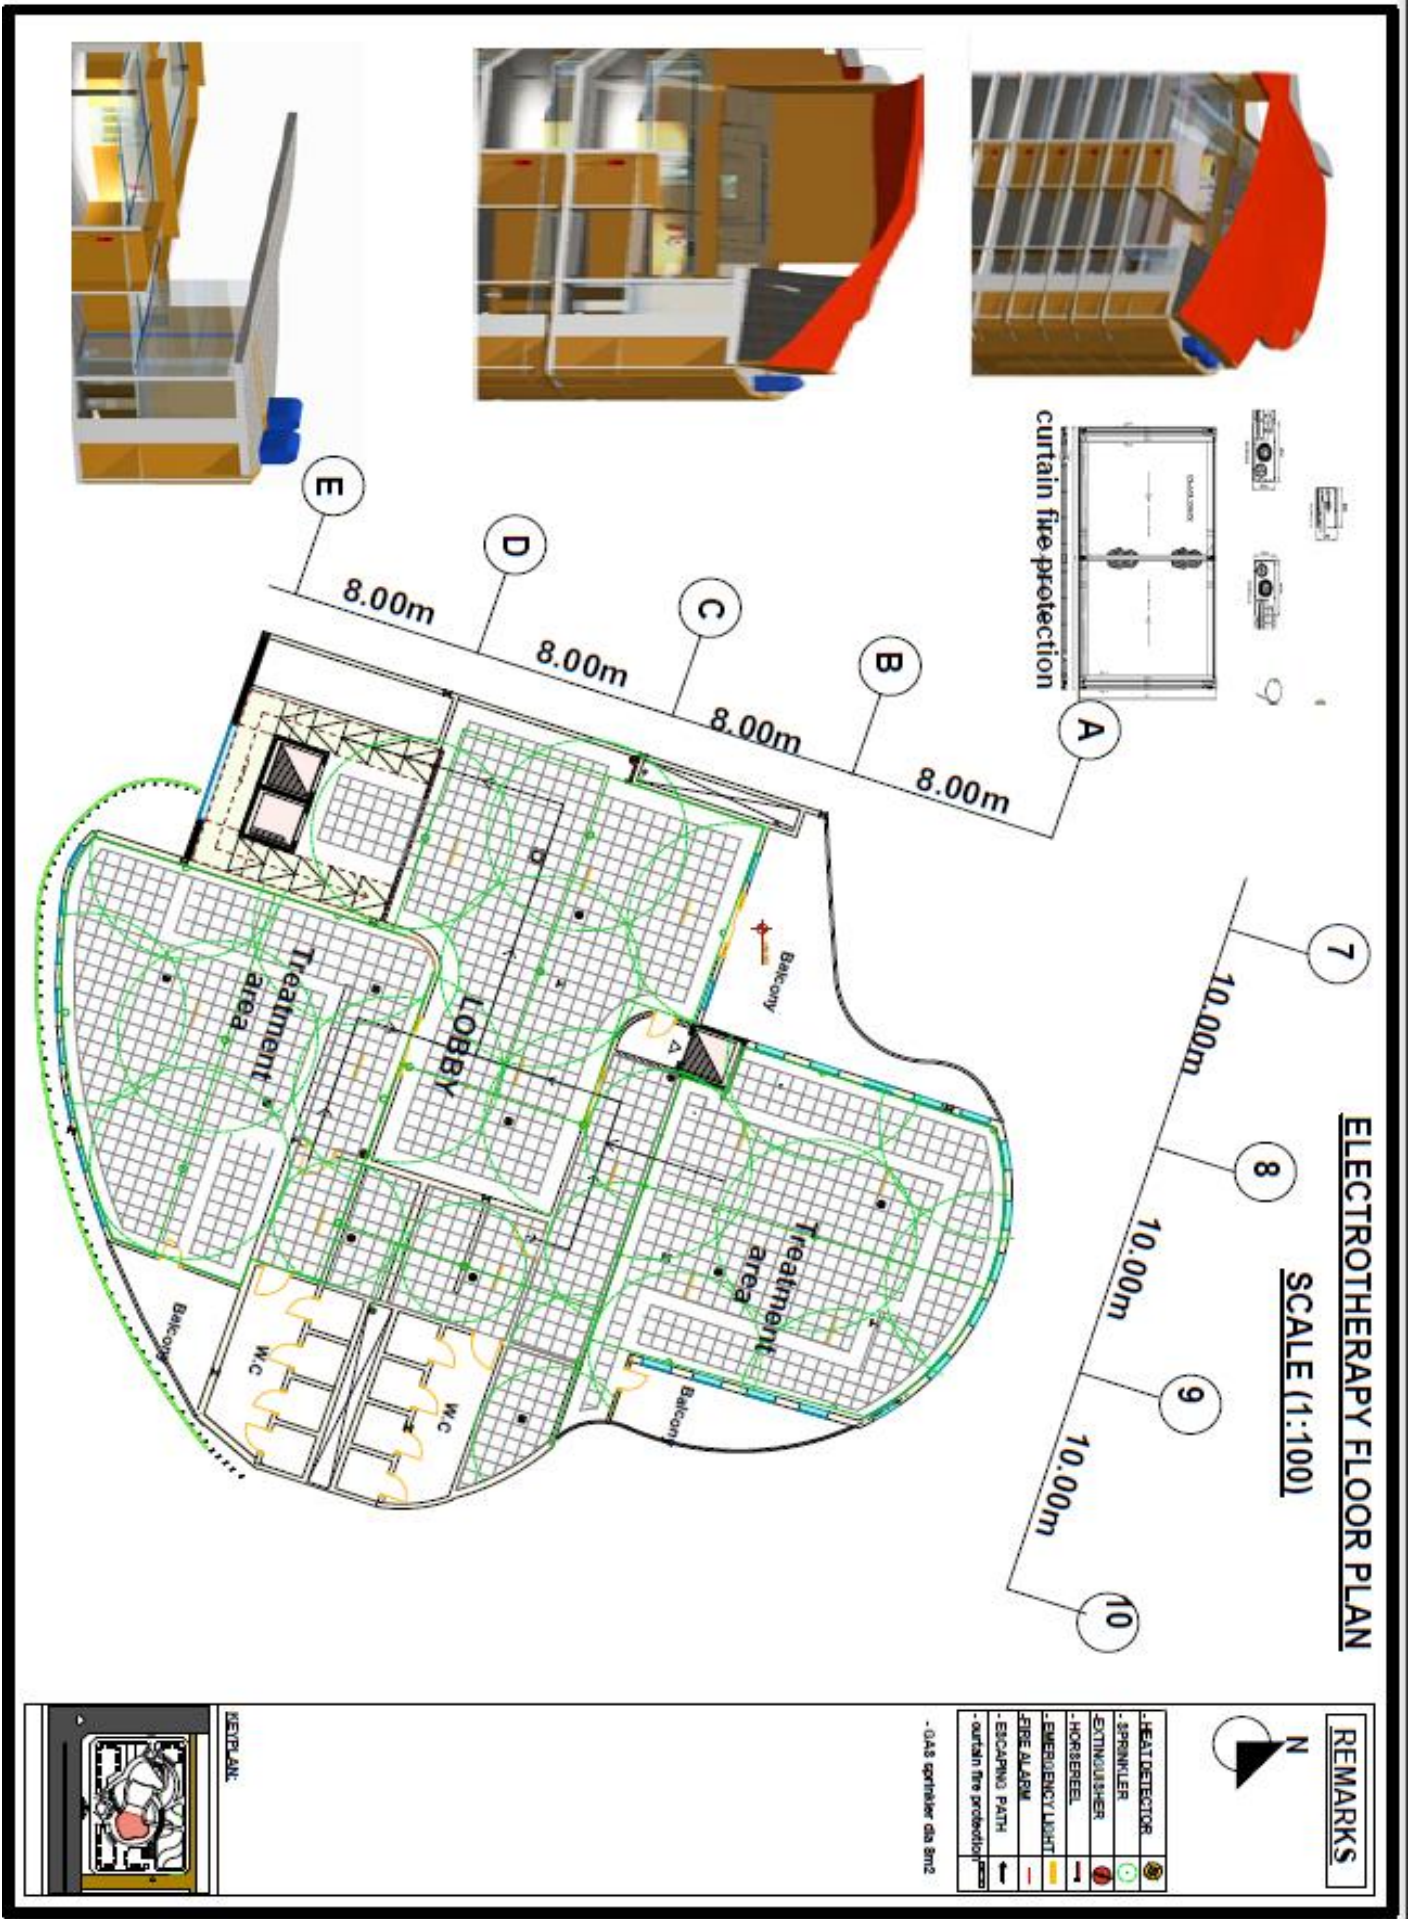 ELECTROTHERAPY FLOOR PLAN
SCALE (1:100)
curtain fire protection
A
B
C
D
E
8.00m
8.00m
8.00m
8.00m
7
8
9
10
10.00m
10.00m
10.00m
Balcony
LOBBY
Treatment
area
Treatment
area
Balcony
Balcony
W.C
W.C
REMARKS
N
- HEAT DETECTOR
- SPRINKLER
-EXTINGUISHER
- HORSEREEL
- EMERGENCY LIGHT
-FIRE ALARM
- ESCAPING PATH
- curtain fire protection
- GAS sprinkler dia 8m2
KEYPLAN: